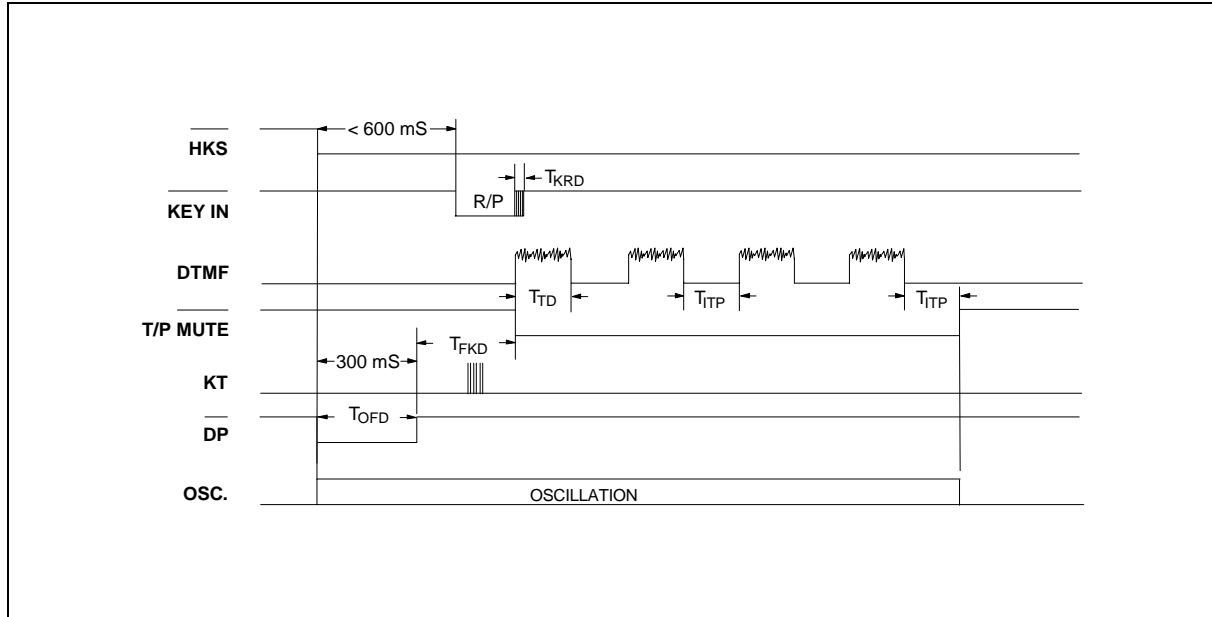 < 600 mS
HKS
TKRD
R/P
KEY IN
DTMF
TTD
TITP
TITP
T/P MUTE
TFKD
300 mS
KT
TOFD
DP
OSC.
OSCILLATION